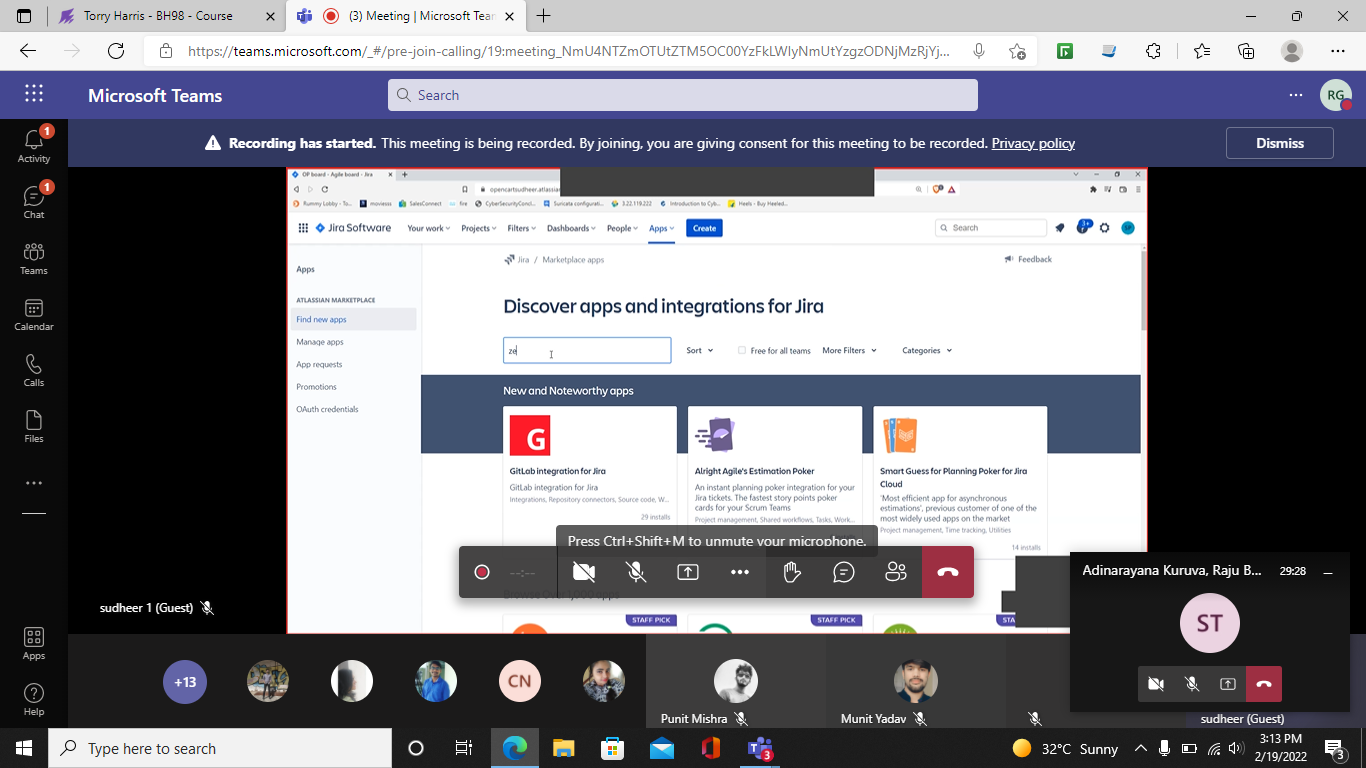 Torry Harris - BH98 - Course
(3) Meeting | Microsoft Tear
https://teams.microsoft.com/_#/pre-join-calling/19:meeting_NmU4NTZmOTUtZTM5OC00YzFkLWIyNmUtYzgzODNjMzRjYj...
Microsoft Teams
Search
RG
Recording has started. This meeting is being recorded. By joining, you are giving consent for this meeting to be recorded. Privacy policy
Dismiss
1
Activity
1
Chat
Teams
Calendar
Calls
Files
Apps
Help
OP board - Agile board - Jira
opencartsudheer.atlassian
Rummy Lobby - To...
moviesss
SalesConnect
fire
CyberSecurityConcl...
Suricata configurati...
3.22.119.222
Introduction to Cyb...
Heels - Buy Heeled...
Jira Software
Your work
Projects
Filters
Dashboards
People
Apps
Create
Search
3+
SP
Apps
ATLASSIAN MARKETPLACE
Find new apps
Manage apps
App requests
Promotions
OAuth credentials
Jira / Marketplace apps
Feedback
Discover apps and integrations for Jira
ze
Sort
Free for all teams
More Filters
Categories
New and Noteworthy apps
G
GitLab integration for Jira
GitLab integration for Jira
Integrations, Repository connectors, Source code, W...
29 installs
Alright Agile's Estimation Poker
An instant planning poker integration for your
Jira tickets. The fastest story points poker
cards for your Scrum Teams
Project management, Shared workflows, Tasks, Work...
Smart Guess for Planning Poker for Jira
Cloud
'Most efficient app for asynchronous
estimations', previous customer of one of the
most widely used apps on the market
Project management, Time tracking, Utilities
14 installs
Press Ctrl+Shift+M to unmute your microphone.
--:--
STAFF PICK
STAFF PICK
STA
sudheer 1 (Guest)
Adinarayana Kuruva, Raju B...
29:28
ST
+13
CN
Punit Mishra
Munit Yadav
sudheer (Guest)
Type here to search
3
32°C Sunny
3:13 PM
2/19/2022
3